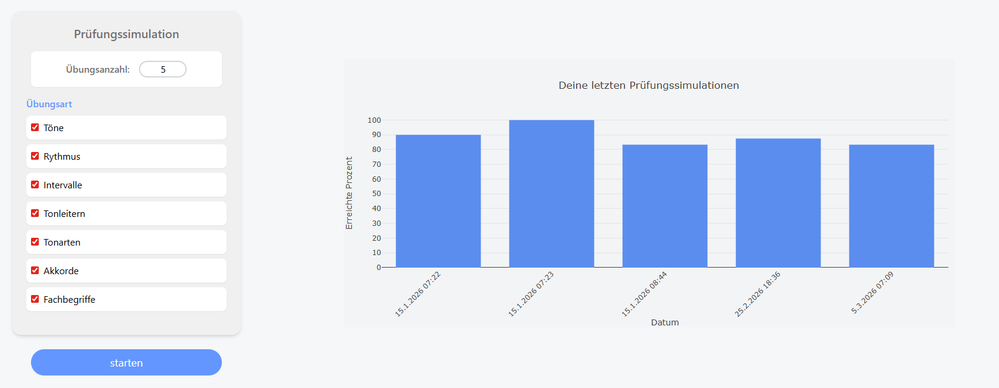 Prüfungssimulation
Übungsanzahl: 5
Übungsart
Töne
Rythmus
Intervalle
Tonleitern
Tonarten
Akkorde
Fachbegriffe
starten
Deine letzten Prüfungssimulationen
Erreichte Prozent
100
90
80
70
60
50
40
30
20
10
0
15.1.2026 07:22
15.1.2026 07:23
15.1.2026 08:44
25.2.2026 18:36
5.3.2026 07:09
Datum